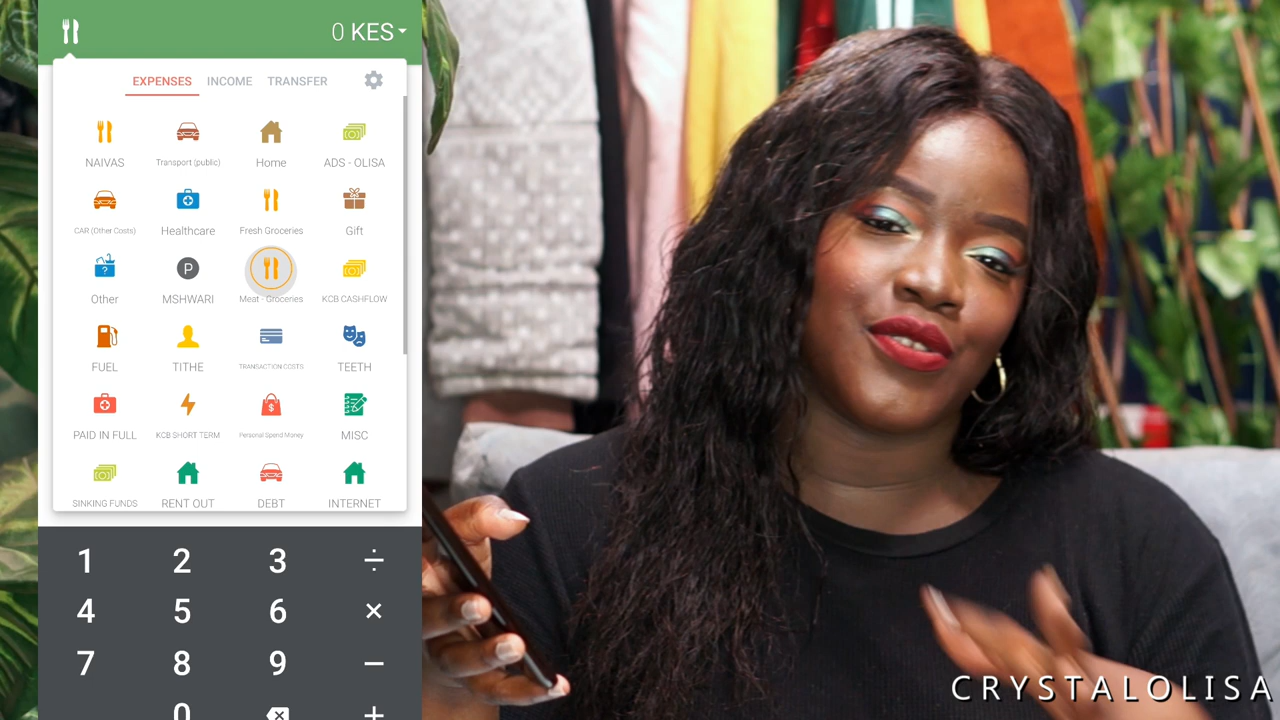 0 KES
EXPENSES INCOME TRANSFER
NAIVAS Transport (public) Home ADS - OLISA
CAR (Other Costs) Healthcare Fresh Groceries Gift
Other MSHWARI Meat - Groceries KCB CASHFLOW
FUEL TITHE TRANSACTION COSTS TEETH
PAID IN FULL KCB SHORT TERM Personal Spend Money MISC
SINKING FUNDS RENT OUT DEBT INTERNET
1 2 3 ÷
4 5 6 ×
7 8 9 −
0 +
CRYSTALOLISA